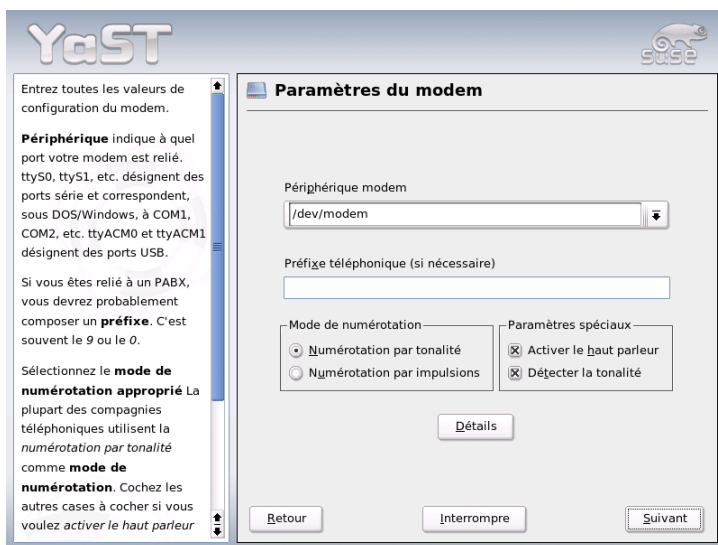 YaST
SUSE
Entrez toutes les valeurs de
configuration du modem.
Périphérique indique à quel
port votre modem est relié.
ttyS0, ttyS1, etc. désignent des
ports série et correspondent,
sous DOS/Windows, à COM1,
COM2, etc. ttyACM0 et ttyACM1
désignent des ports USB.
Si vous êtes relié à un PABX,
vous devrez probablement
composer un préfixe. C'est
souvent le 9 ou le 0.
Sélectionnez le mode de
numérotation approprié La
plupart des compagnies
téléphoniques utilisent la
numérotation par tonalité
comme mode de
numérotation. Cochez les
autres cases à cocher si vous
voulez activer le haut parleur
Paramètres du modem
Périphérique modem
/dev/modem
Préfixe téléphonique (si nécessaire)
Mode de numérotation
Numérotation par tonalité
Numérotation par impulsions
Paramètres spéciaux
Activer le haut parleur
Détecter la tonalité
Détails
Retour
Interrompre
Suivant